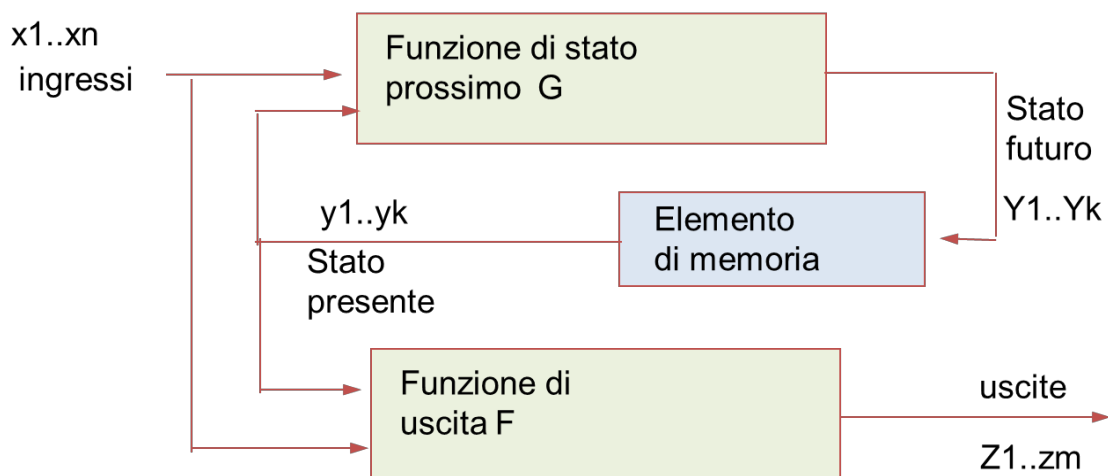 x1..xn
ingressi
Funzione di stato
prossimo G
Stato
futuro
Y1..Yk
y1..yk
Stato
presente
Elemento
di memoria
Funzione di
uscita F
uscite
Z1..zm